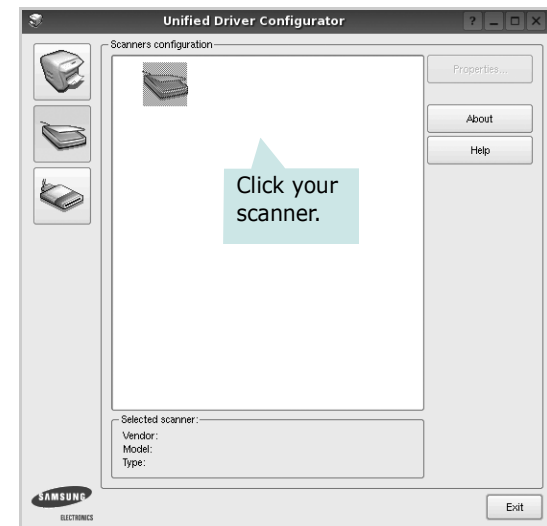 Unified Driver Configurator
Scanners configuration
Properties...
About
Help
Click your
scanner.
Selected scanner:
Vendor:
Model:
Type:
SAMSUNG
ELECTRONICS
Exit